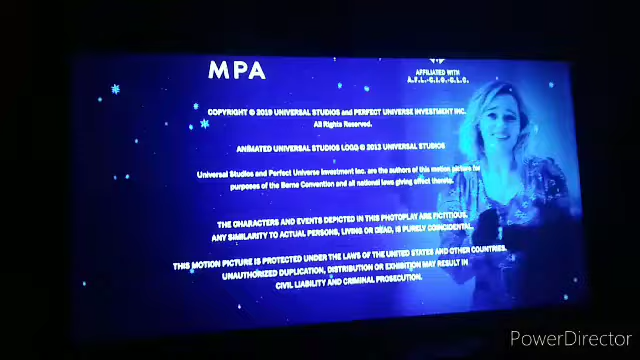 MPA
AFFILIATED WITH
A.F.L.-C.I.O.-C.L.C.
COPYRIGHT © 2019 UNIVERSAL STUDIOS and PERFECT UNIVERSE INVESTMENT INC.
All Rights Reserved.
ANIMATED UNIVERSAL STUDIOS LOGO © 2013 UNIVERSAL STUDIOS
Universal Studios and Perfect Universe Investment Inc. are the authors of this motion picture for
purposes of the Berne Convention and all national laws giving effect thereto.
THE CHARACTERS AND EVENTS DEPICTED IN THIS PHOTOPLAY ARE FICTITIOUS.
ANY SIMILARITY TO ACTUAL PERSONS, LIVING OR DEAD, IS PURELY COINCIDENTAL.
THIS MOTION PICTURE IS PROTECTED UNDER THE LAWS OF THE UNITED STATES AND OTHER COUNTRIES.
UNAUTHORIZED DUPLICATION, DISTRIBUTION OR EXHIBITION MAY RESULT IN
CIVIL LIABILITY AND CRIMINAL PROSECUTION.
PowerDirector